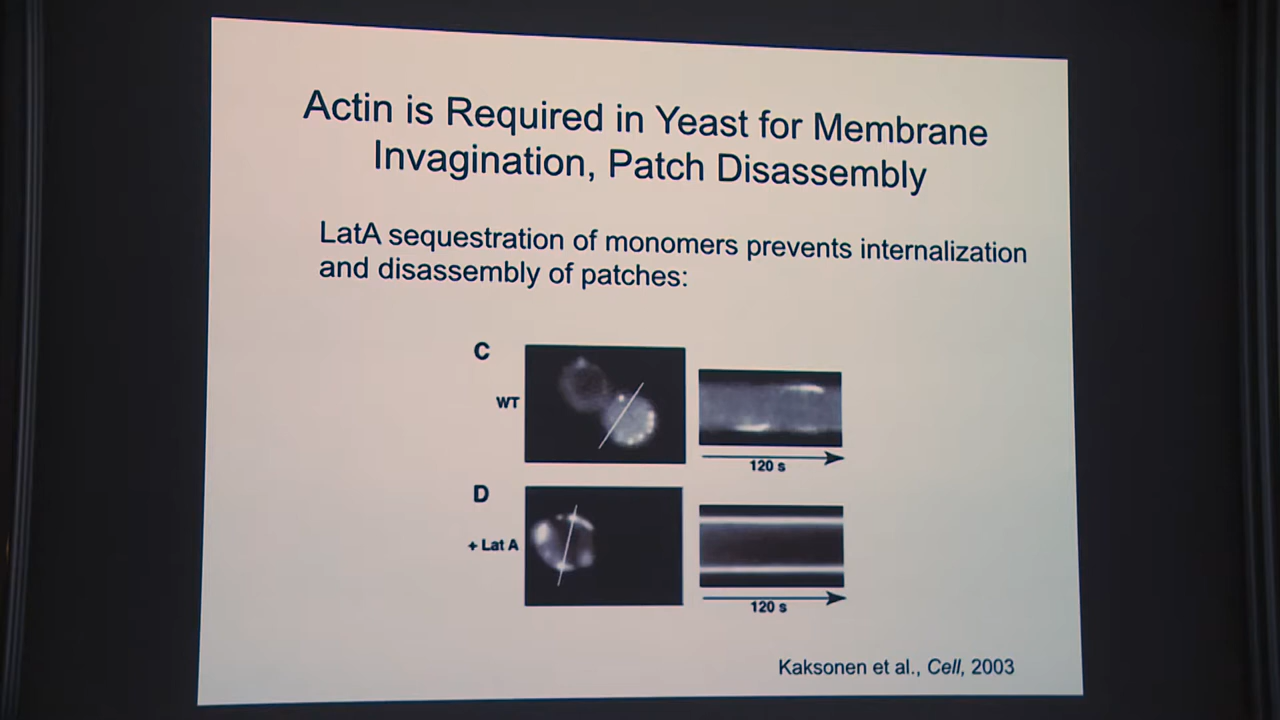 Actin is Required in Yeast for Membrane
Invagination, Patch Disassembly
LatA sequestration of monomers prevents internalization
and disassembly of patches:
C
WT
120 s
D
+ Lat A
120 s
Kaksonen et al., Cell, 2003